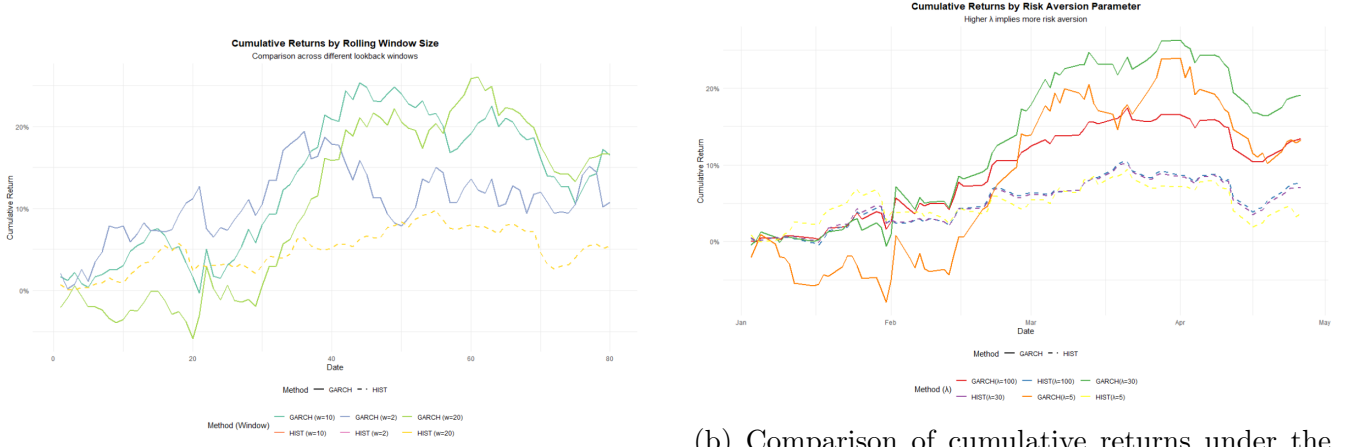 Cumulative Returns by Rolling Window Size
Comparison across different lookback windows
Cumulative Return
20%
10%
0%
0
20
40
60
80
Date
Method GARCH HIST
Method (Window)
GARCH (w=10) GARCH (w=2) GARCH (w=20)
HIST (w=10) HIST (w=2) HIST (w=20)
Cumulative Returns by Risk Aversion Parameter
Higher λ implies more risk aversion
Cumulative Return
20%
10%
0%
Jan
Feb
Mar
Apr
May
Date
Method GARCH HIST
Method (λ)
GARCH(λ=100) HIST(λ=100) GARCH(λ=30)
HIST(λ=30) GARCH(λ=5) HIST(λ=5)
(b) Comparison of cumulative returns under the